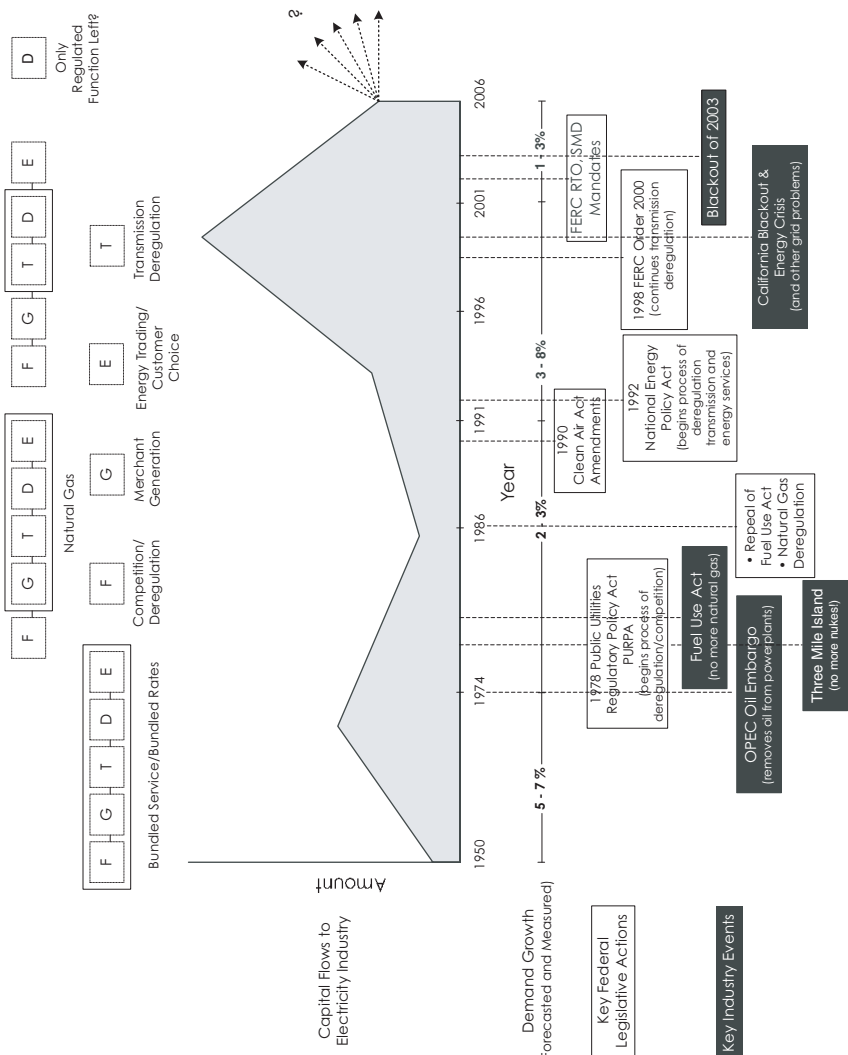 F G T D E
Bundled Service/Bundled Rates
F G T D E
Natural Gas
F G T D E
D
Only
Regulated
Function Left?
F
Competition/
Deregulation
G
Merchant
Generation
E
Energy Trading/
Customer
Choice
T
Transmission
Deregulation
Capital Flows to
Electricity Industry
Amount
?
1950
1974
1986
1991
1996
2001
2006
Year
Demand Growth
Forecasted and Measured)
5 - 7 %
2 - 3%
3 - 8%
1 - 3%
Key Federal
Legislative Actions
1978 Public Utilities
Regulatory Policy Act
PURPA
(begins process of
deregulation/competition)
1990
Clean Air Act
Amendments
1992
National Energy
Policy Act
(begins process of
deregulation
transmission and
energy services)
FERC RTO, SMD
Mandates
1998 FERC Order 2000
(continues transmission
deregulation)
• Repeal of
Fuel Use Act
• Natural Gas
Deregulation
Key Industry Events
Fuel Use Act
(no more natural gas)
OPEC Oil Embargo
(removes oil from powerplants)
Three Mile Island
(no more nukes!)
Blackout of 2003
California Blackout &
Energy Crisis
(and other grid problems)